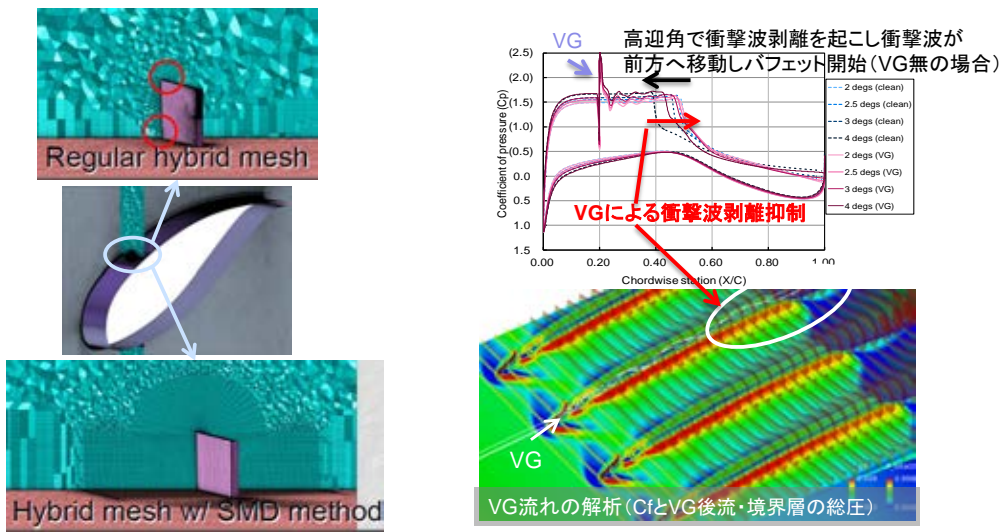 Regular hybrid mesh
Hybrid mesh w/ SMD method
VG
高迎角で衝撃波剥離を起こし衝撃波が
前方へ移動しバフェット開始(VG無の場合)
Coefficient of pressure (Cp)
(2.5)
(2.0)
(1.5)
(1.0)
(0.5)
0.0
0.5
1.0
1.5
0.00 0.20 0.40 0.60 0.80 1.00
Chordwise station (X/C)
2 degs (clean)
2.5 degs (clean)
3 degs (clean)
4 degs (clean)
2 degs (VG)
2.5 degs (VG)
3 degs (VG)
4 degs (VG)
VGによる衝撃波剥離抑制
VG
VG流れの解析(CfとVG後流・境界層の総圧)